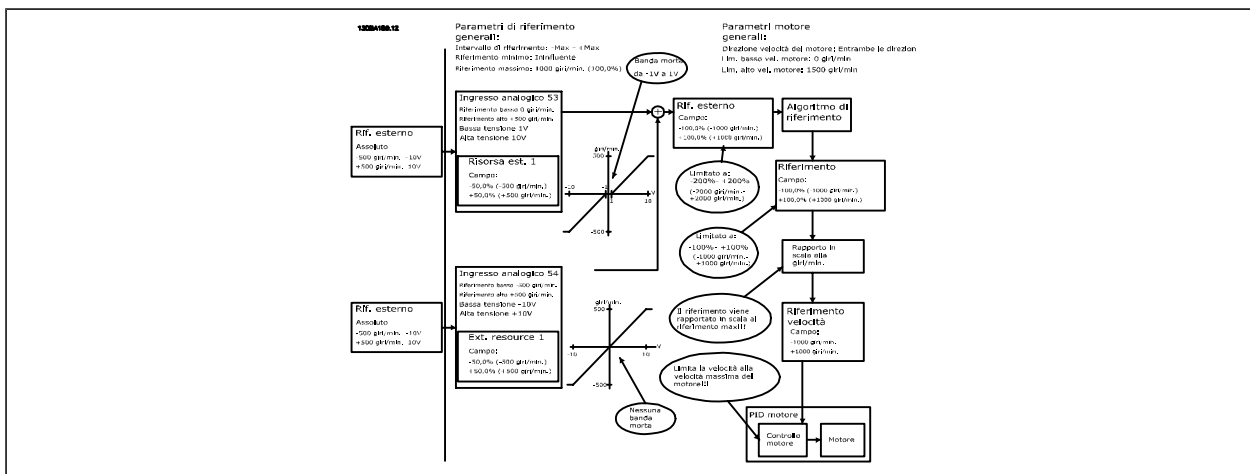 130BA188.12
Parametri di riferimento
generali:
Intervallo di riferimento: -Max - +Max
Riferimento minimo: Ininfluente
Riferimento massimo: 1000 giri/min. (100,0%)
Parametri motore
generali:
Direzione velocità del motore: Entrambe le direzion
Lim. basso vel. motore: 0 giri/min
Lim. alto vel. motore: 1500 giri/min
Banda morta
da -1V a 1V
Rif. esterno
Assoluto
-500 giri/min. -10V
+500 giri/min. 10V
Ingresso analogico 53
Riferimento basso 0 giri/min.
Riferimento alto +500 giri/min.
Bassa tensione 1V
Alta tensione 10V
Risorsa est. 1
Campo:
-50,0% (-500 giri/min.)
+50,0% (+500 giri/min.)
giri/min.
500
-10
-1
1
10
V
-500
Rif. esterno
Campo:
-100,0% (-1000 giri/min.)
+100,0% (+1000 giri/min.)
Algoritmo di
riferimento
Limitato a:
-200%- +200%
(-2000 giri/min.-
+2000 giri/min.)
Riferimento
Campo:
-100,0% (-1000 giri/min.)
+100,0% (+1000 giri/min.)
Limitato a:
-100%- +100%
(-1000 giri/min.-
+1000 giri/min.)
Rapporto in
scala alla
giri/min.
Rif. esterno
Assoluto
-500 giri/min. -10V
+500 giri/min. 10V
Ingresso analogico 54
Riferimento basso -500 giri/min.
Riferimento alto +500 giri/min.
Bassa tensione -10V
Alta tensione +10V
Ext. resource 1
Campo:
-50,0% (-500 giri/min.)
+50,0% (+500 giri/min.)
giri/min.
500
-10
10
V
-500
Nessuna
banda
morta
Il riferimento viene
rapportato in scala al
riferimento max!!!
Riferimento
velocità
Campo:
-1000 giri/min.
+1000 giri/min.
Limita la velocità alla
velocità massima del
motore!!!
PID motore
Controllo
motore
Motore